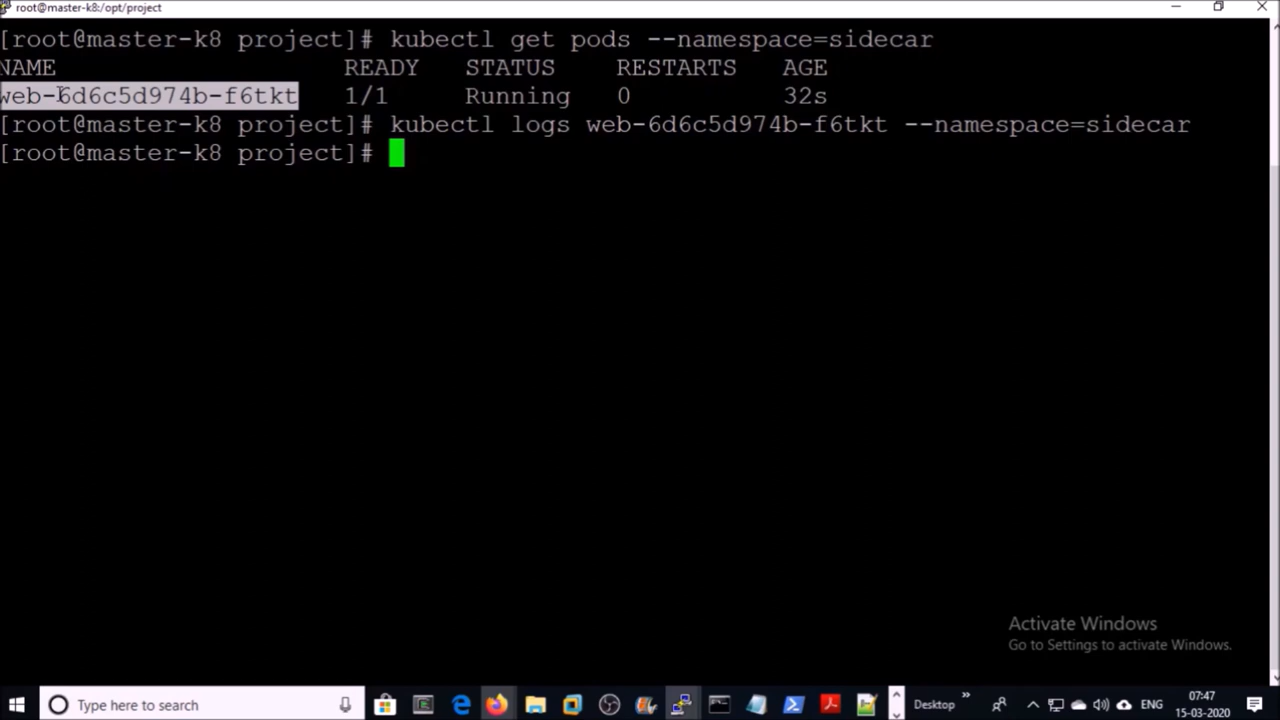 root@master-k8:/opt/project
[root@master-k8 project]# kubectl get pods --namespace=sidecar
NAME READY STATUS RESTARTS AGE
web-6d6c5d974b-f6tkt 1/1 Running 0 32s
[root@master-k8 project]# kubectl logs web-6d6c5d974b-f6tkt --namespace=sidecar
[root@master-k8 project]#
Activate Windows
Go to Settings to activate Windows.
Type here to search
Desktop
ENG
07:47
15-03-2020